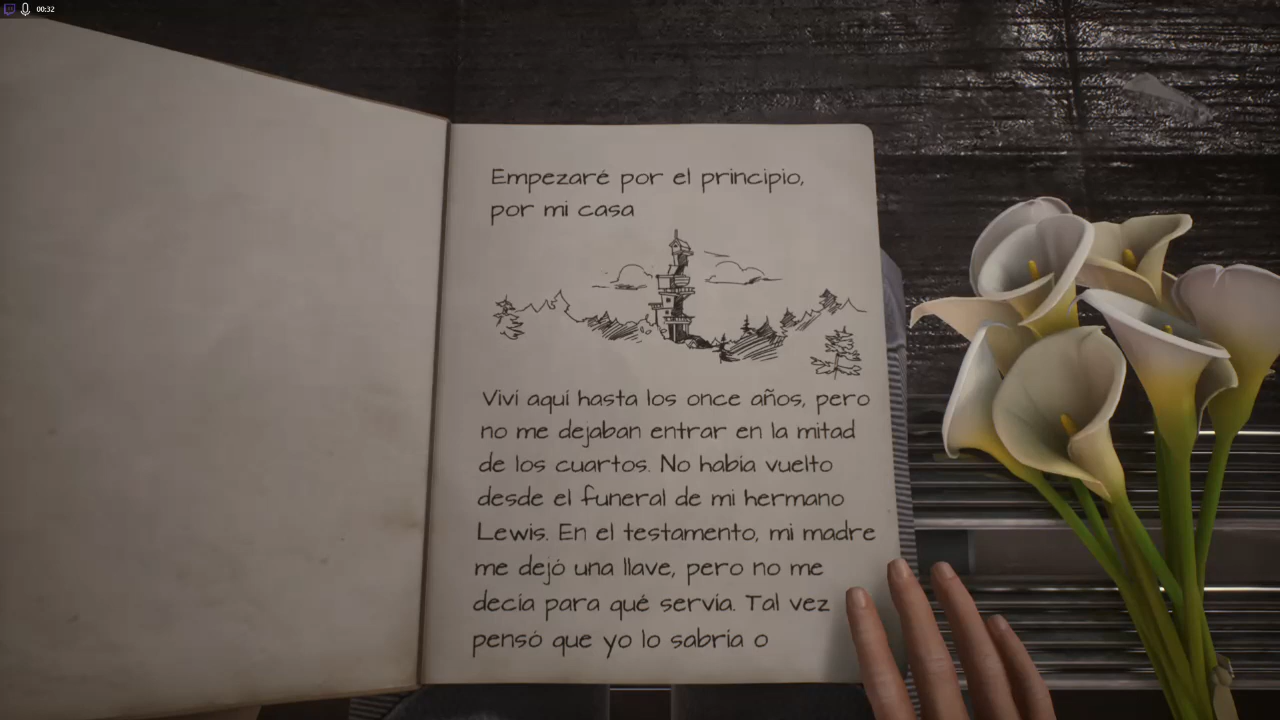 00:32
Empezaré por el principio,
por mi casa
Viví aquí hasta los once años, pero
no me dejaban entrar en la mitad
de los cuartos. No había vuelto
desde el funeral de mi hermano
Lewis. En el testamento, mi madre
me dejó una llave, pero no me
decía para qué servía. Tal vez
pensó que yo lo sabría o